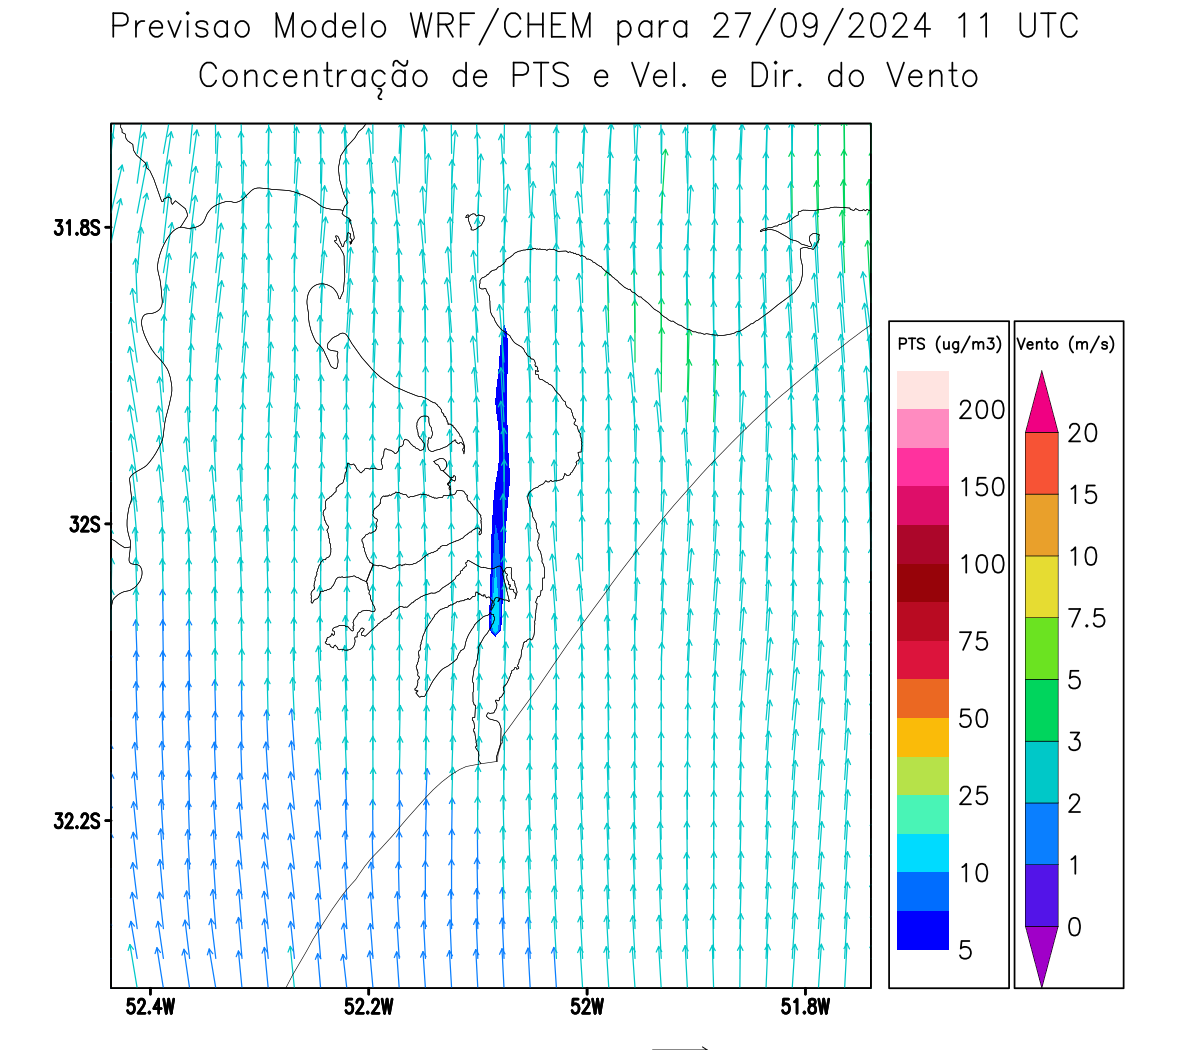 Previsao Modelo WRF/CHEM para 27/09/2024 11 UTC
Concentração de PTS e Vel. e Dir. do Vento
31.8S
32S
32.2S
52.4W 52.2W 52W 51.8W
PTS (ug/m3)
200
150
100
75
50
25
10
5
Vento (m/s)
20
15
10
7.5
5
3
2
1
0